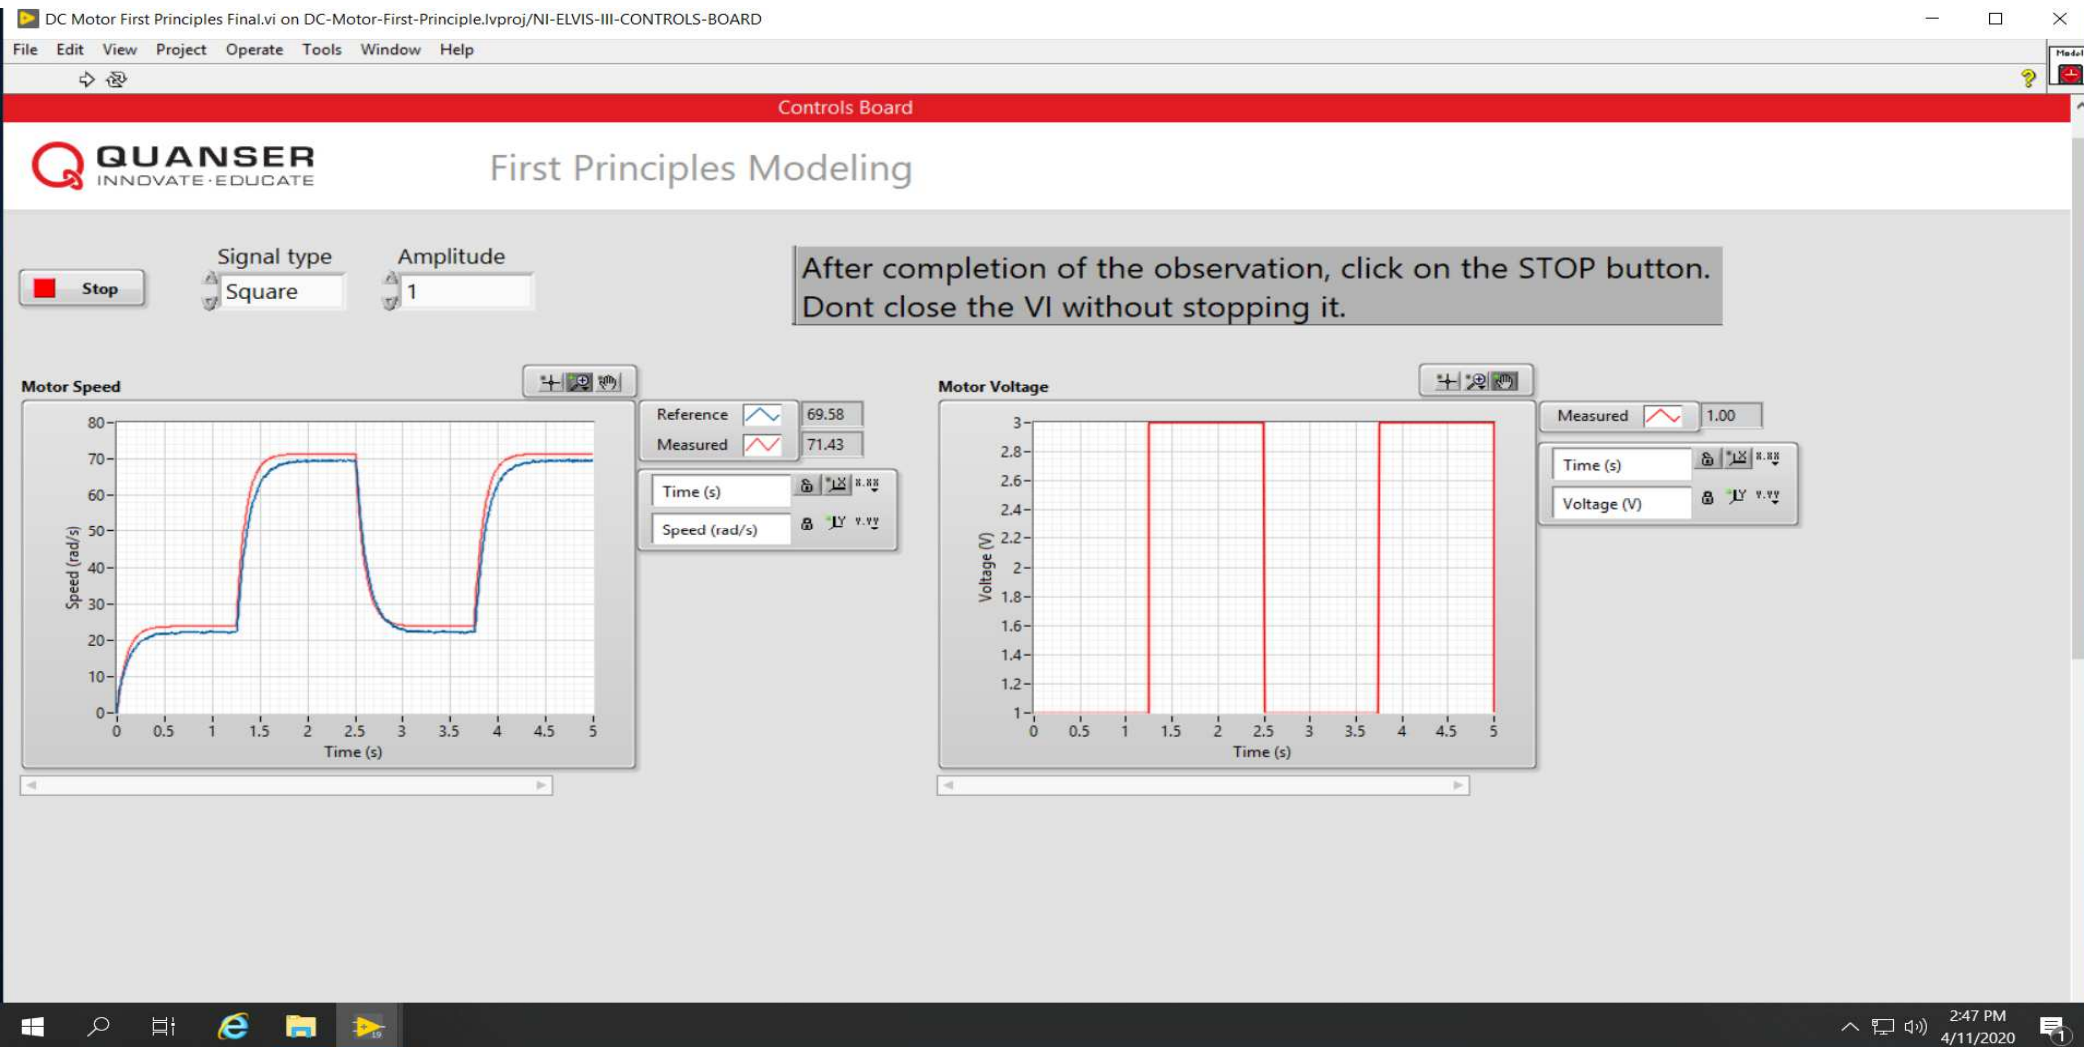 DC Motor First Principles Final.vi on DC-Motor-First-Principle.lvproj/NI-ELVIS-III-CONTROLS-BOARD
File Edit View Project Operate Tools Window Help
Model
Controls Board
QUANSER
INNOVATE·EDUCATE
First Principles Modeling
Stop
Signal type
Square
Amplitude
1
After completion of the observation, click on the STOP button.
Dont close the VI without stopping it.
Motor Speed
80
70
60
50
40
30
20
10
0
Speed (rad/s)
0 0.5 1 1.5 2 2.5 3 3.5 4 4.5 5
Time (s)
Reference 69.58
Measured 71.43
Time (s)
Speed (rad/s)
Motor Voltage
3
2.8
2.6
2.4
2.2
2
1.8
1.6
1.4
1.2
1
Voltage (V)
0 0.5 1 1.5 2 2.5 3 3.5 4 4.5 5
Time (s)
Measured 1.00
Time (s)
Voltage (V)
19
2:47 PM
4/11/2020
1